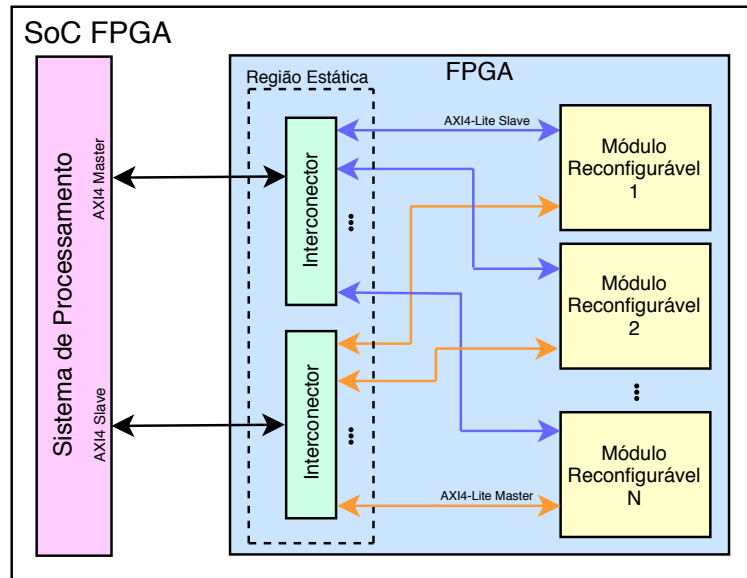 SoC FPGA
Sistema de Processamento
AXI4 Master
AXI4 Slave
FPGA
Região Estática
Interconector
Interconector
AXI4-Lite Slave
AXI4-Lite Master
Módulo
Reconfigurável
1
Módulo
Reconfigurável
2
Módulo
Reconfigurável
N